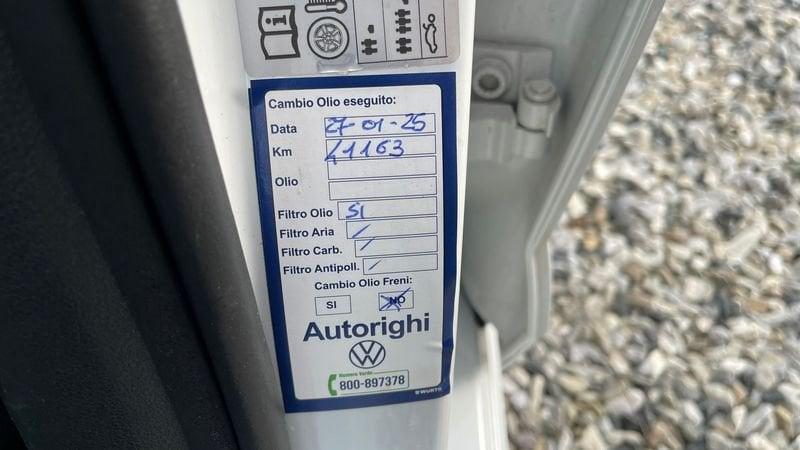 Cambio Olio eseguito:
Data 27-01-25
Km 41163
Olio
Filtro Olio SI
Filtro Aria /
Filtro Carb. /
Filtro Antipoll. /
Cambio Olio Freni:
SI NO
Autorighi
Numero Verde
800-897378
WÜRTH